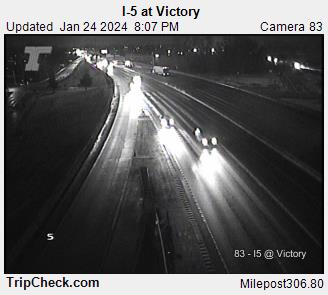 I-5 at Victory
Updated  Jan 24 2024  8:07 PM
Camera 83
T
S
83 - I5 @ Victory
TripCheck.com
Milepost306.80